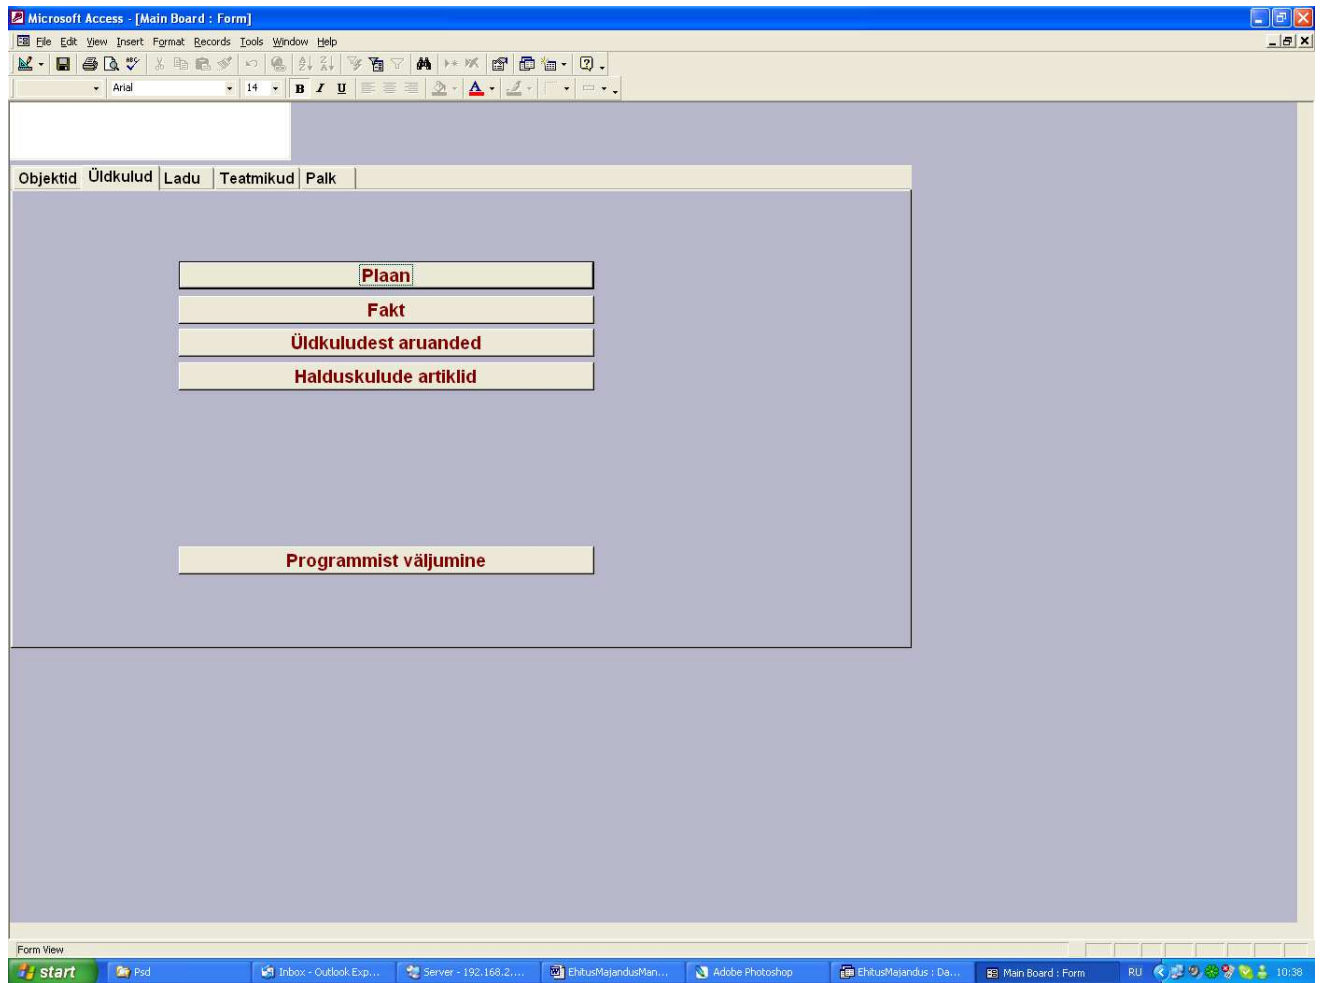 Microsoft Access - [Main Board : Form]
File Edit View Insert Format Records Tools Window Help
Arial 14 B I U A
Objektid Üldkulud Ladu Teatmikud Palk
Plaan
Fakt
Üldkuludest aruanded
Halduskulude artiklid
Programmist väljumine
Form View
start Psd Inbox - Outlook Exp... Server - 192.168.2.... EhitusMajandusMan... Adobe Photoshop EhitusMajandus : Da... Main Board : Form RU 10:38